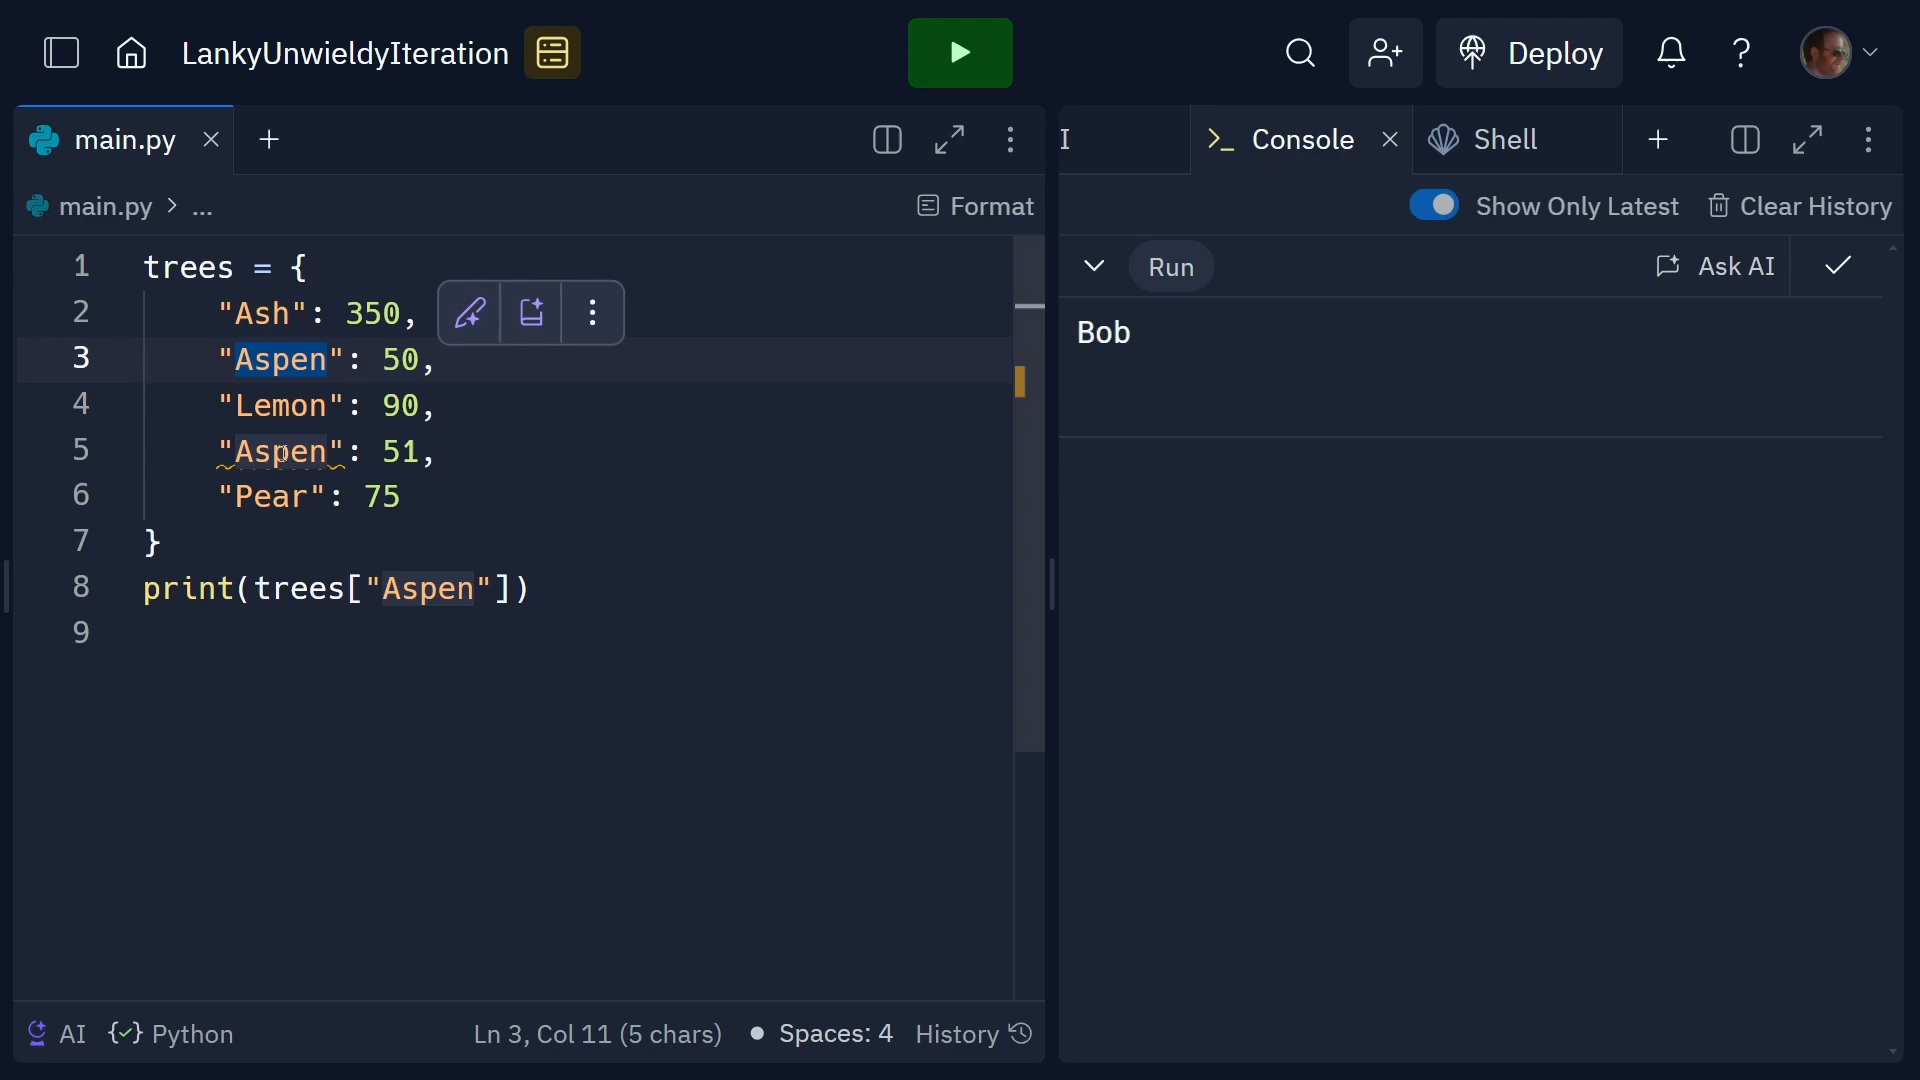 LankyUnwieldyIteration
Deploy
main.py
Console
Shell
main.py > ...
Format
Show Only Latest
Clear History
1 trees = {
2 "Ash": 350,
3 "Aspen": 50,
4 "Lemon": 90,
5 "Aspen": 51,
6 "Pear": 75
7 }
8 print(trees["Aspen"])
9
Run
Ask AI
Bob
AI
Python
Ln 3, Col 11 (5 chars)
Spaces: 4
History